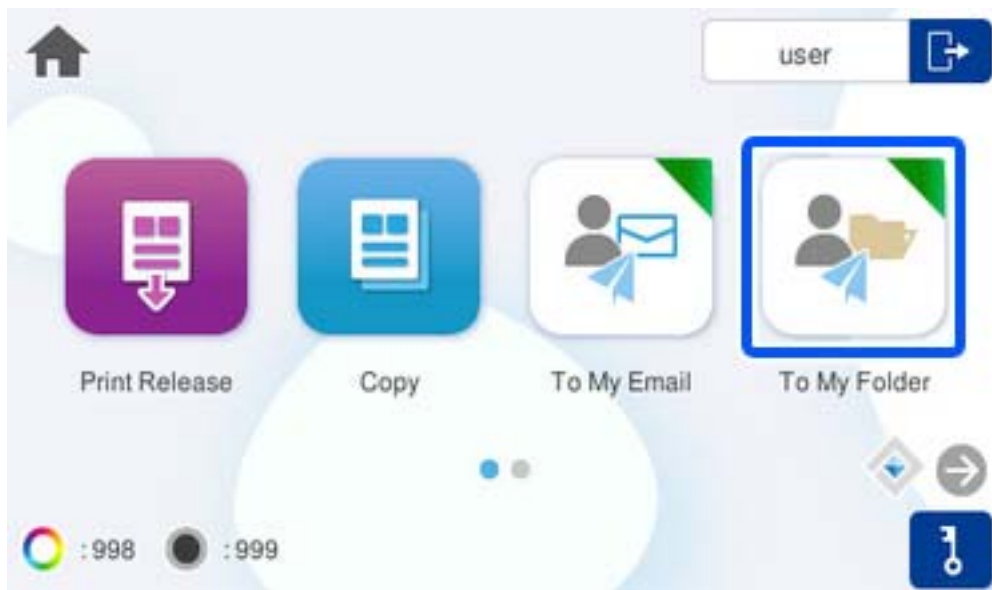 user
Print Release
Copy
To My Email
To My Folder
:998
:999